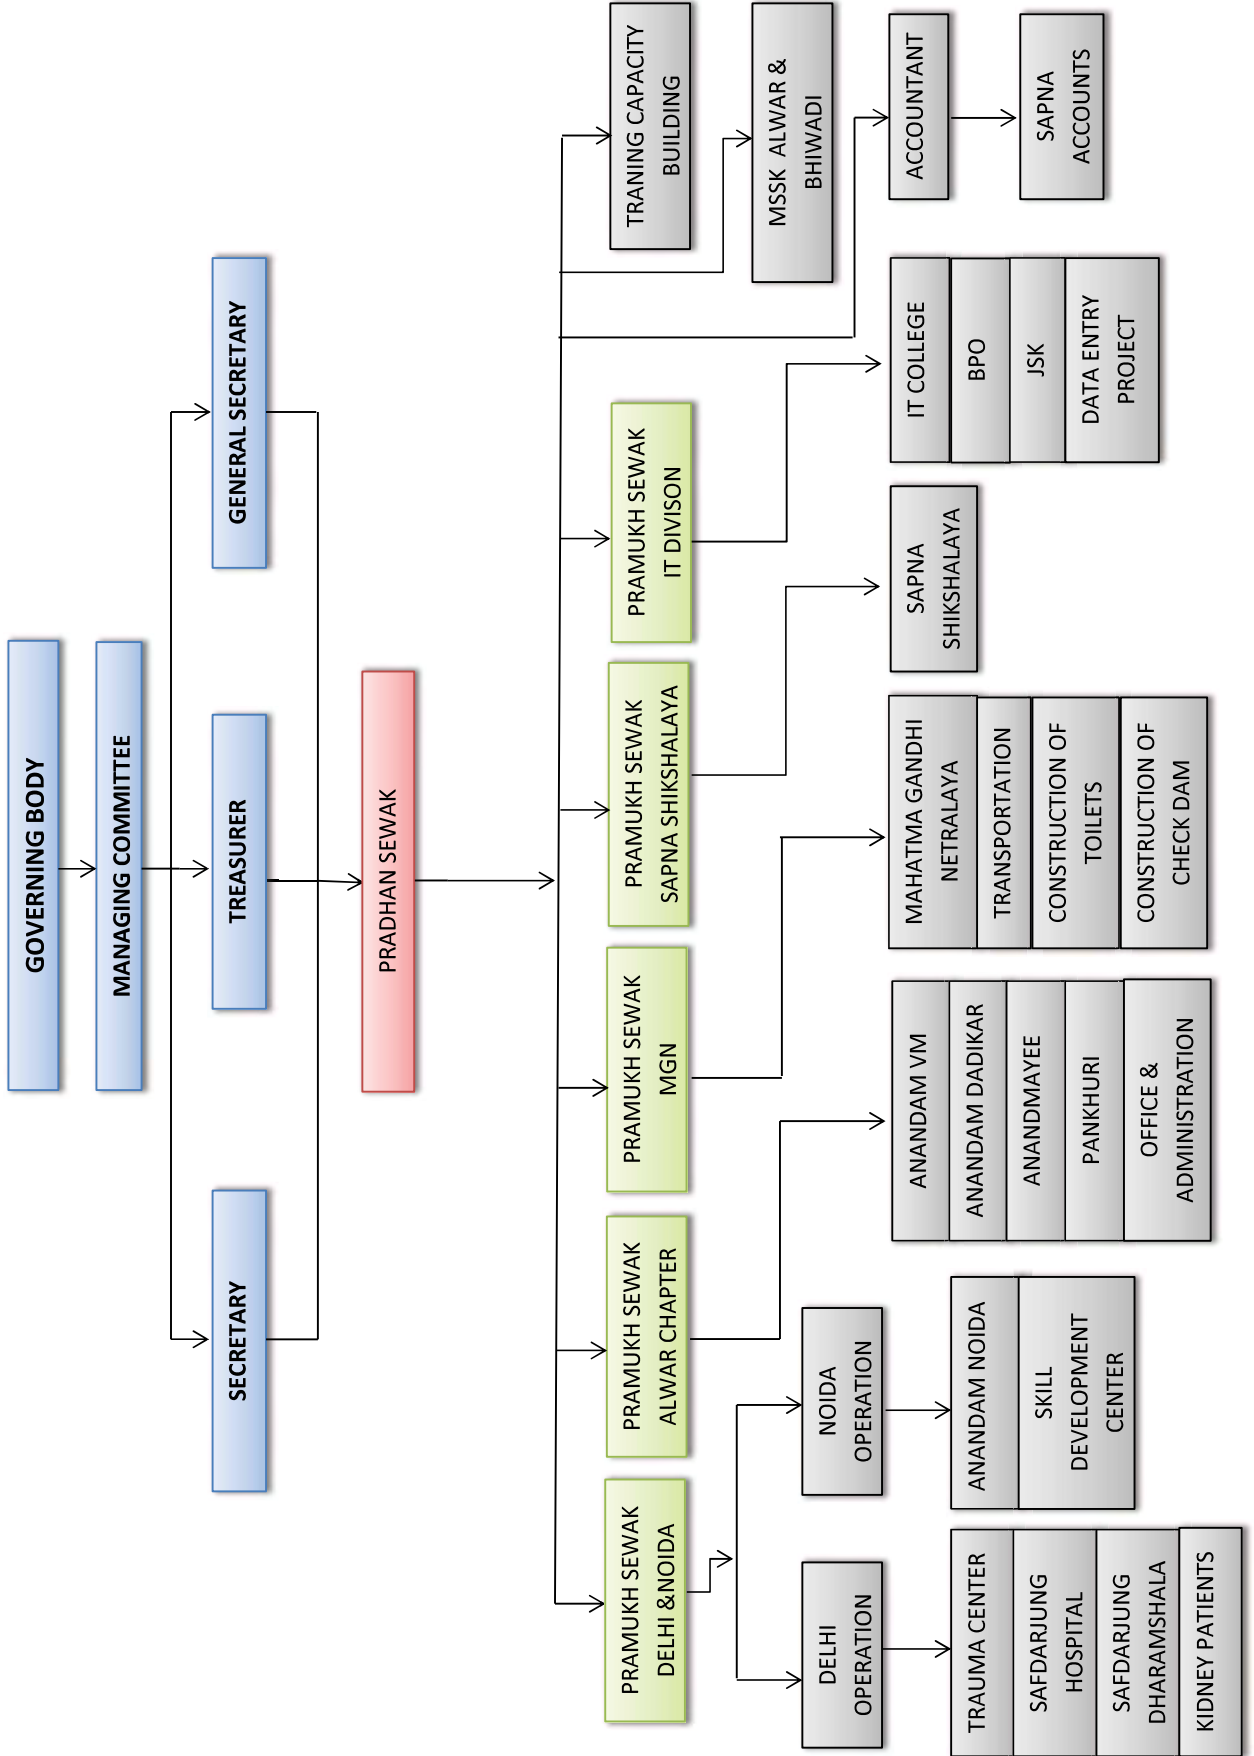 GOVERNING BODY
MANAGING COMMITTEE
SECRETARY
TREASURER
GENERAL SECRETARY
PRADHAN SEWAK
PRAMUKH SEWAK
DELHI &NOIDA
PRAMUKH SEWAK
ALWAR CHAPTER
PRAMUKH SEWAK
MGN
PRAMUKH SEWAK
SAPNA SHIKSHALAYA
PRAMUKH SEWAK
IT DIVISON
TRANING CAPACITY
BUILDING
MSSK ALWAR &
BHIWADI
DELHI
OPERATION
NOIDA
OPERATION
ACCOUNTANT
TRAUMA CENTER
SAFDARJUNG
HOSPITAL
SAFDARJUNG
DHARAMSHALA
KIDNEY PATIENTS
ANANDAM NOIDA
SKILL
DEVELOPMENT
CENTER
ANANDAM VM
ANANDAM DADIKAR
ANANDMAYEE
PANKHURI
OFFICE &
ADMINISTRATION
MAHATMA GANDHI
NETRALAYA
TRANSPORTATION
CONSTRUCTION OF
TOILETS
CONSTRUCTION OF
CHECK DAM
SAPNA
SHIKSHALAYA
IT COLLEGE
BPO
JSK
DATA ENTRY
PROJECT
SAPNA
ACCOUNTS